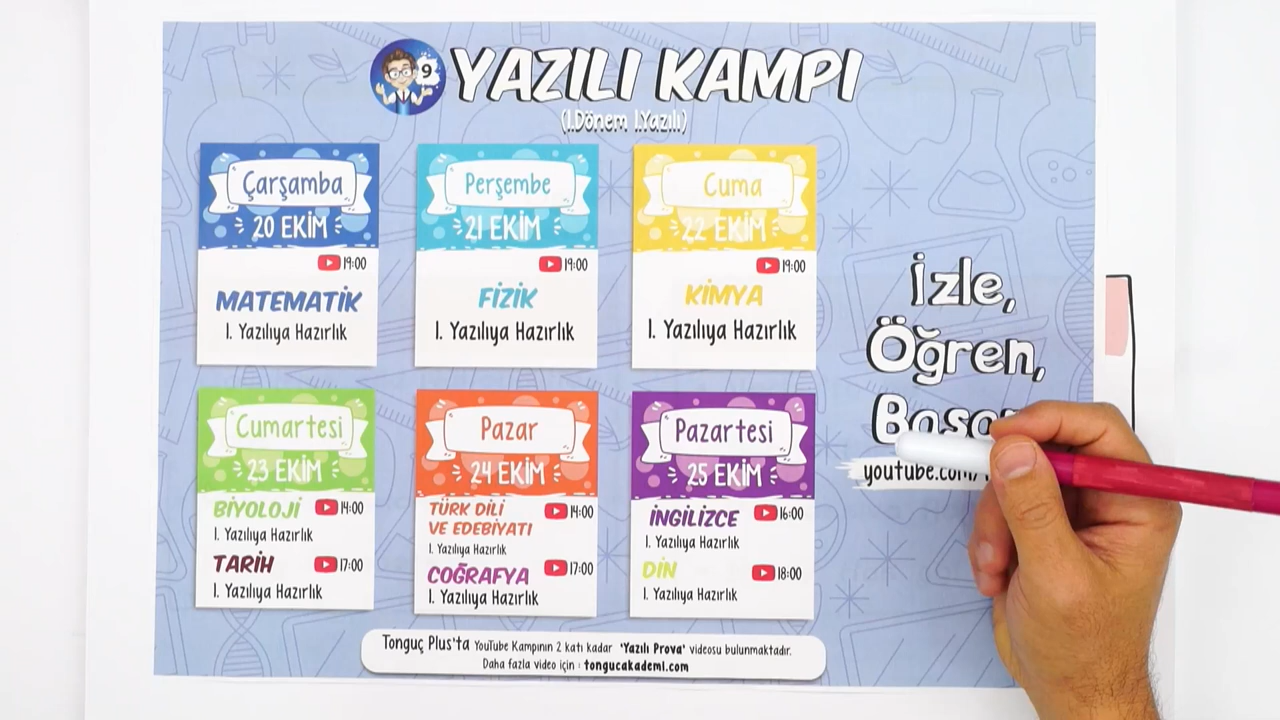 9
YAZILI KAMPI
(1.Dönem 1.Yazılı)
Çarşamba
20 EKİM
19:00
MATEMATİK
1. Yazılıya Hazırlık
Perşembe
21 EKİM
19:00
FİZİK
1. Yazılıya Hazırlık
Cuma
22 EKİM
19:00
KİMYA
1. Yazılıya Hazırlık
Cumartesi
23 EKİM
BİYOLOJİ 14:00
1. Yazılıya Hazırlık
TARİH 17:00
1. Yazılıya Hazırlık
Pazar
24 EKİM
TÜRK DİLİ 14:00
VE EDEBİYATI
1. Yazılıya Hazırlık
COĞRAFYA 17:00
1. Yazılıya Hazırlık
Pazartesi
25 EKİM
İNGİLİZCE 16:00
1. Yazılıya Hazırlık
DİN 18:00
1. Yazılıya Hazırlık
İzle,
Öğren,
youtube.com/
Tonguç Plus'ta YouTube Kampının 2 katı kadar 'Yazılı Prova' videosu bulunmaktadır.
Daha fazla video için : tongucakademi.com